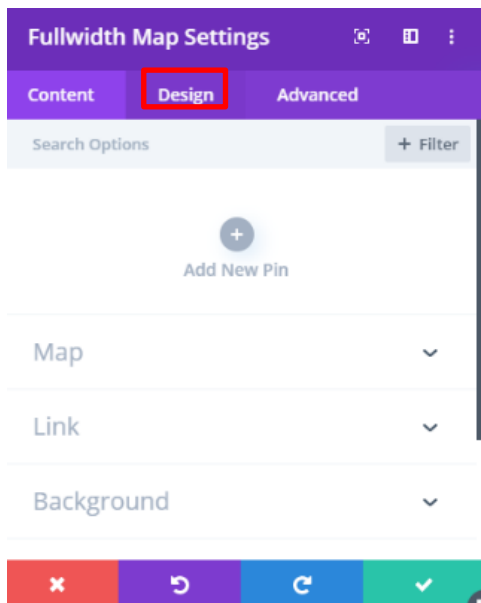 Fullwidth Map Settings
Content Design Advanced
Search Options + Filter
Add New Pin
Map
Link
Background